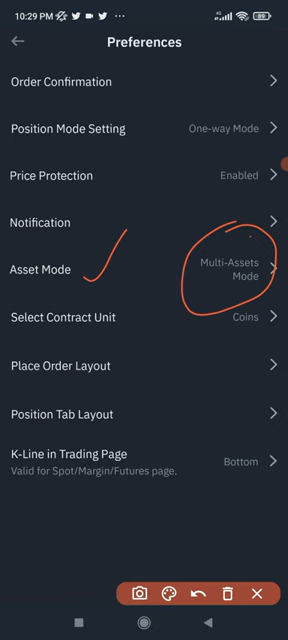 10:29 PM
4G
89
Preferences
Order Confirmation
Position Mode Setting One-way Mode
Price Protection Enabled
Notification
Asset Mode Multi-Assets
Mode
Select Contract Unit Coins
Place Order Layout
Position Tab Layout
K-Line in Trading Page Bottom
Valid for Spot/Margin/Futures page.